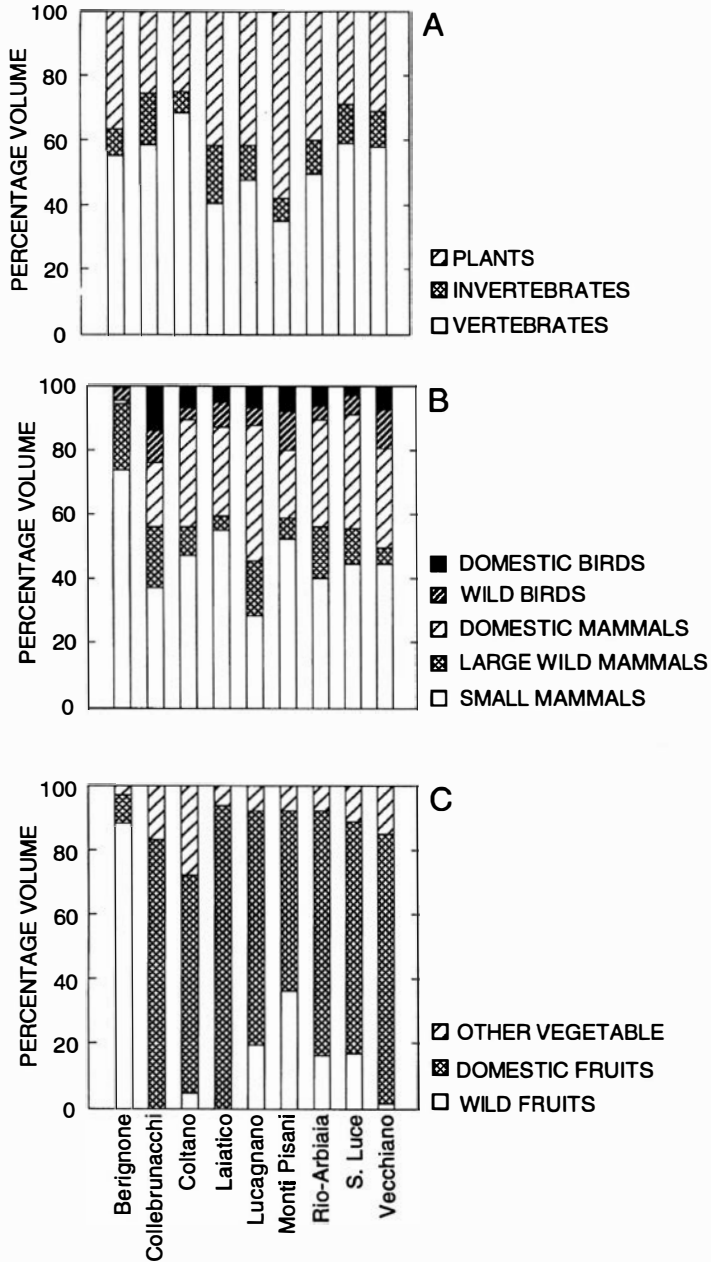 A
PERCENTAGE VOLUME
100
80
60
40
20
0
PLANTS
INVERTEBRATES
VERTEBRATES
B
PERCENTAGE VOLUME
100
80
60
40
20
0
DOMESTIC BIRDS
WILD BIRDS
DOMESTIC MAMMALS
LARGE WILD MAMMALS
SMALL MAMMALS
C
PERCENTAGE VOLUME
100
80
60
40
20
0
OTHER VEGETABLE
DOMESTIC FRUITS
WILD FRUITS
Berignone
Collebrunacchi
Coltano
Laiatico
Lucagnano
Monti Pisani
Rio-Arbiaia
S. Luce
Vecchiano